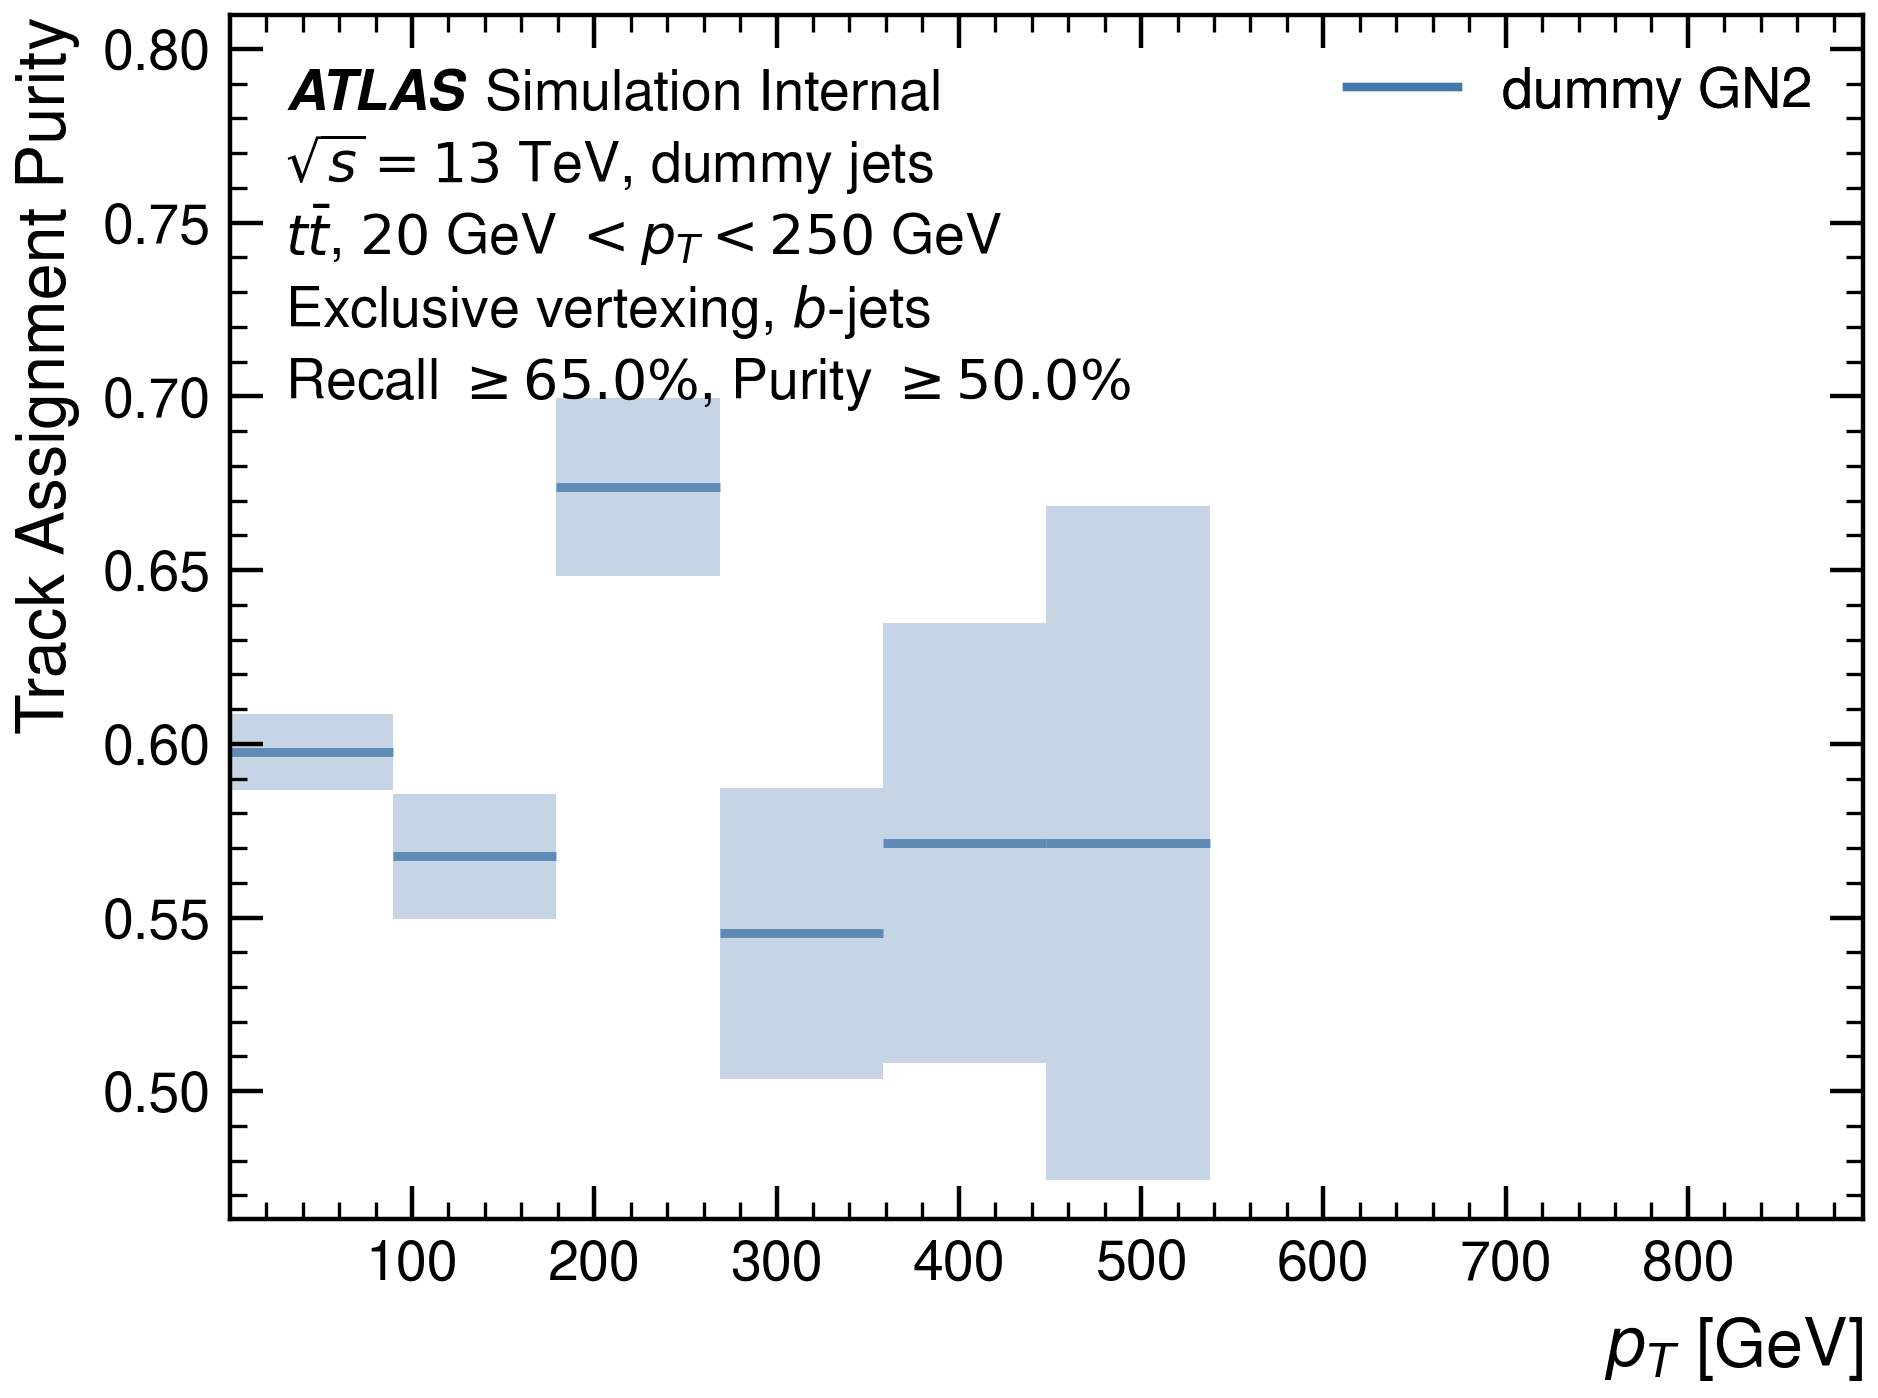 Track Assignment Purity
0.80
0.75
0.70
0.65
0.60
0.55
0.50
ATLAS Simulation Internal
√s = 13 TeV, dummy jets
tt̄, 20 GeV < p_T < 250 GeV
Exclusive vertexing, b-jets
Recall ≥ 65.0%, Purity ≥ 50.0%
dummy GN2
100 200 300 400 500 600 700 800
p_T [GeV]